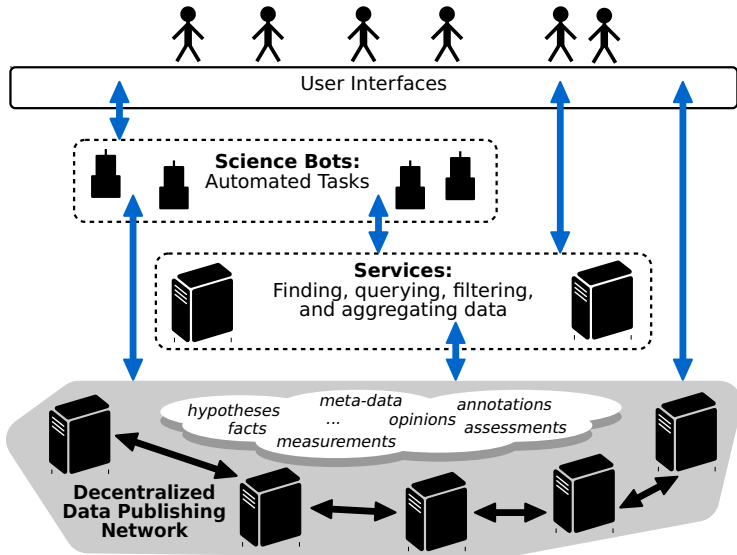 User Interfaces
Science Bots:
Automated Tasks
Services:
Finding, querying, filtering,
and aggregating data
hypotheses
meta-data
annotations
facts
...
opinions
assessments
measurements
Decentralized
Data Publishing
Network